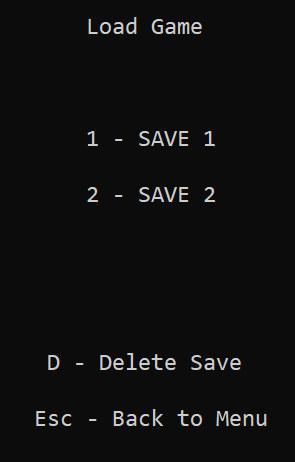 Load Game
1 - SAVE 1
2 - SAVE 2
D - Delete Save
Esc - Back to Menu